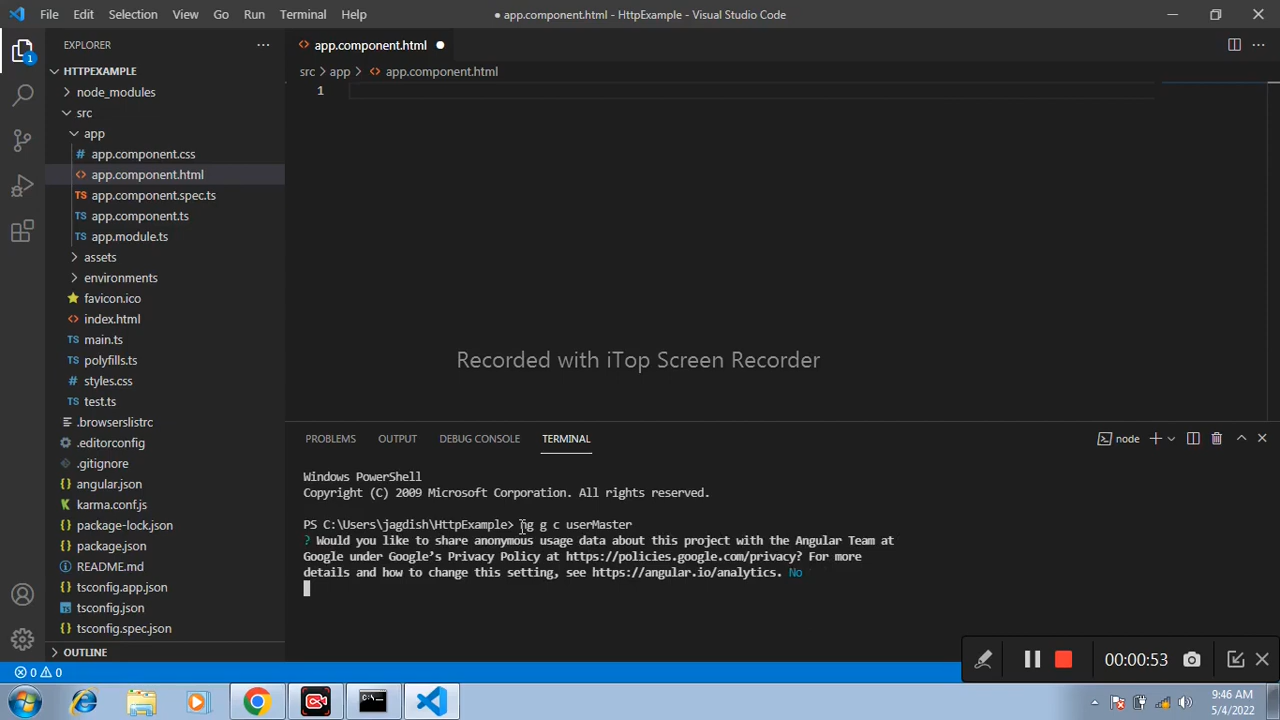 File Edit Selection View Go Run Terminal Help
● app.component.html - HttpExample - Visual Studio Code
EXPLORER
app.component.html
HTTPEXAMPLE
src > app > app.component.html
node_modules
1
src
app
app.component.css
app.component.html
app.component.spec.ts
app.component.ts
app.module.ts
assets
environments
favicon.ico
index.html
main.ts
polyfills.ts
Recorded with iTop Screen Recorder
styles.css
test.ts
.browserslistrc
.editorconfig
.gitignore
angular.json
karma.conf.js
package-lock.json
package.json
README.md
tsconfig.app.json
tsconfig.json
tsconfig.spec.json
OUTLINE
PROBLEMS OUTPUT DEBUG CONSOLE TERMINAL
node
Windows PowerShell
Copyright (C) 2009 Microsoft Corporation. All rights reserved.
PS C:\Users\jagdish\HttpExample> ng g c userMaster
? Would you like to share anonymous usage data about this project with the Angular Team at
Google under Google’s Privacy Policy at https://policies.google.com/privacy? For more
details and how to change this setting, see https://angular.io/analytics. No
0 0
00:00:53
9:46 AM
5/4/2022